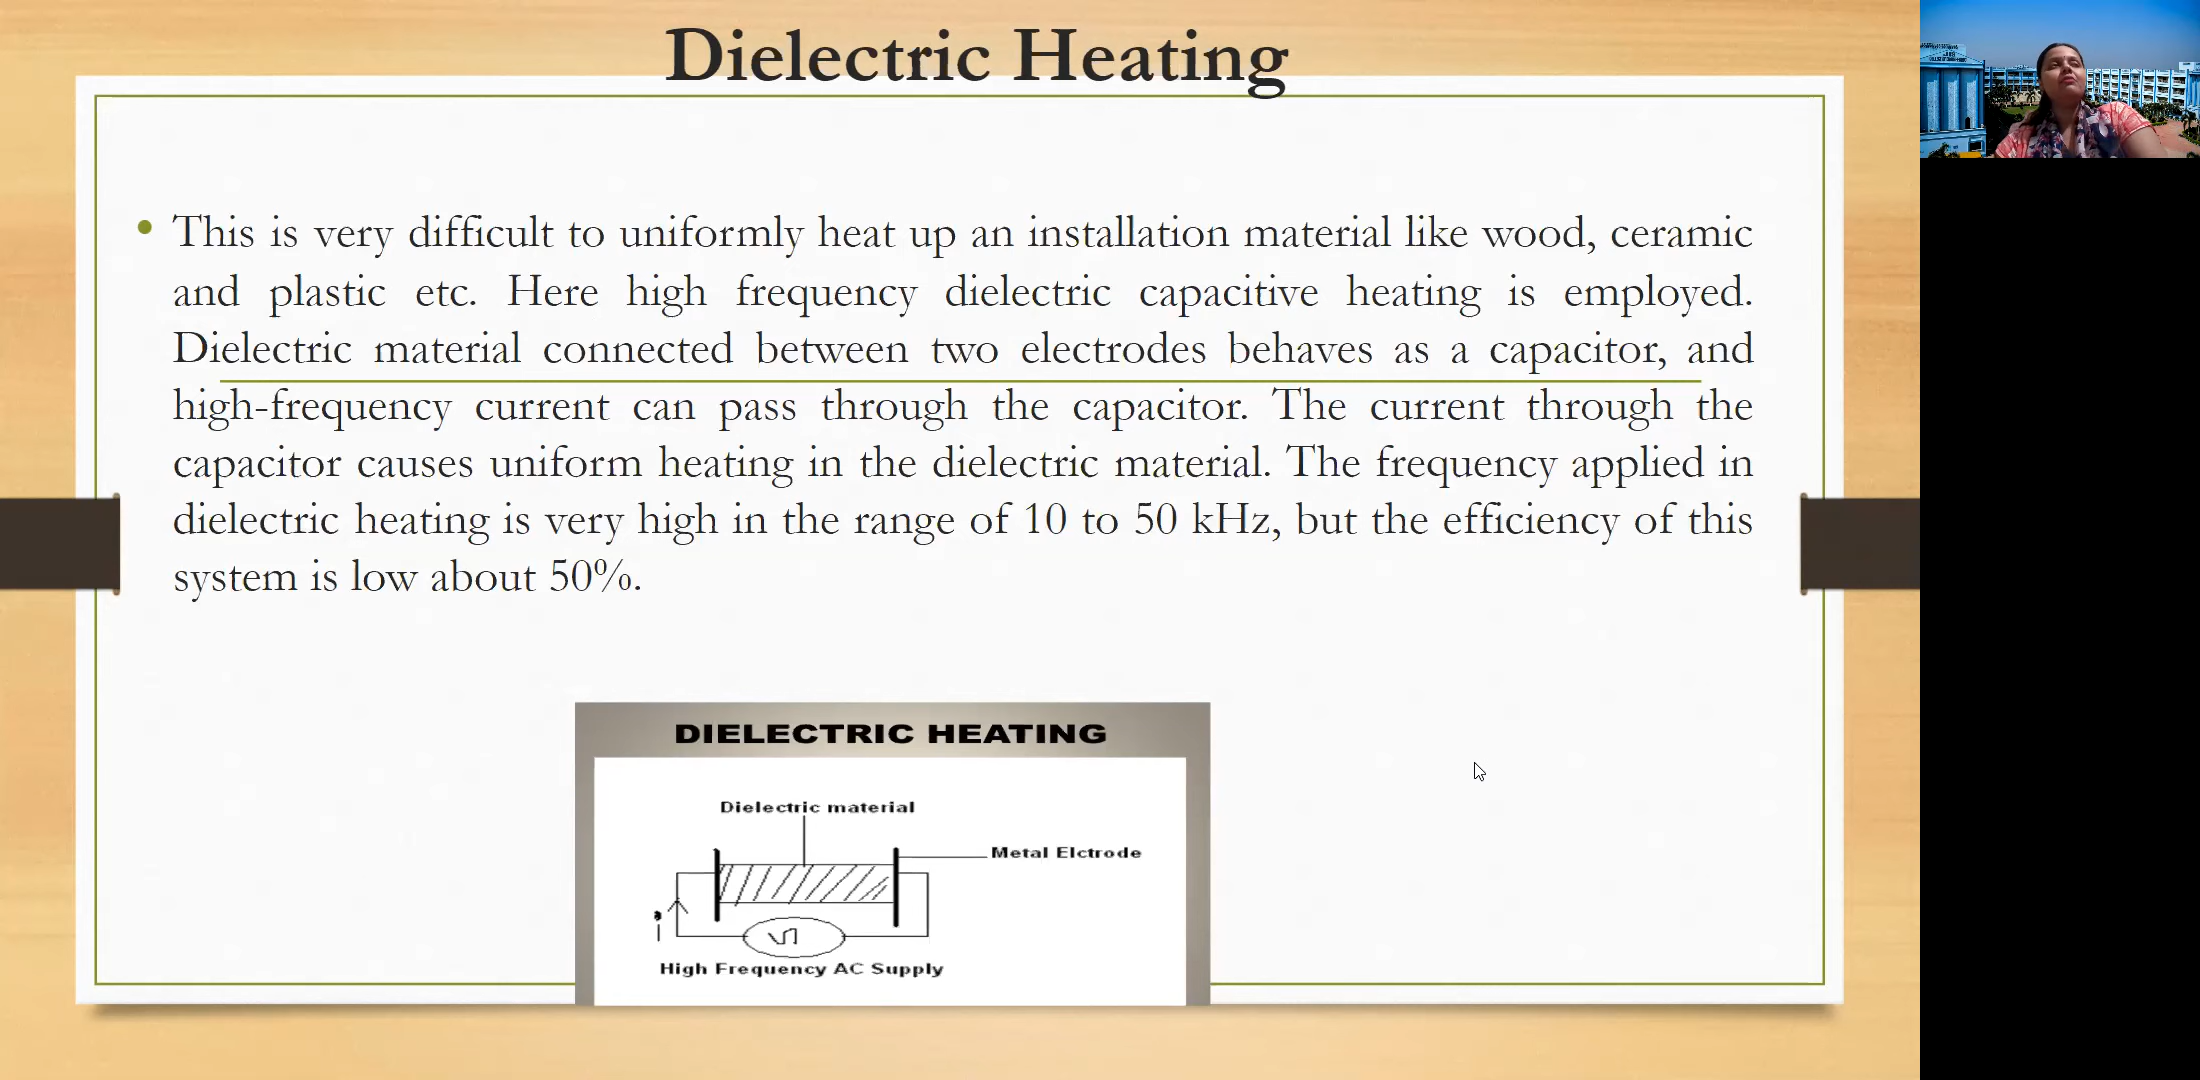 Dielectric Heating
• This is very difficult to uniformly heat up an installation material like wood, ceramic
and plastic etc. Here high frequency dielectric capacitive heating is employed.
Dielectric material connected between two electrodes behaves as a capacitor, and
high-frequency current can pass through the capacitor. The current through the
capacitor causes uniform heating in the dielectric material. The frequency applied in
dielectric heating is very high in the range of 10 to 50 kHz, but the efficiency of this
system is low about 50%.
DIELECTRIC HEATING
Dielectric material
Metal Elctrode
i
High Frequency AC Supply